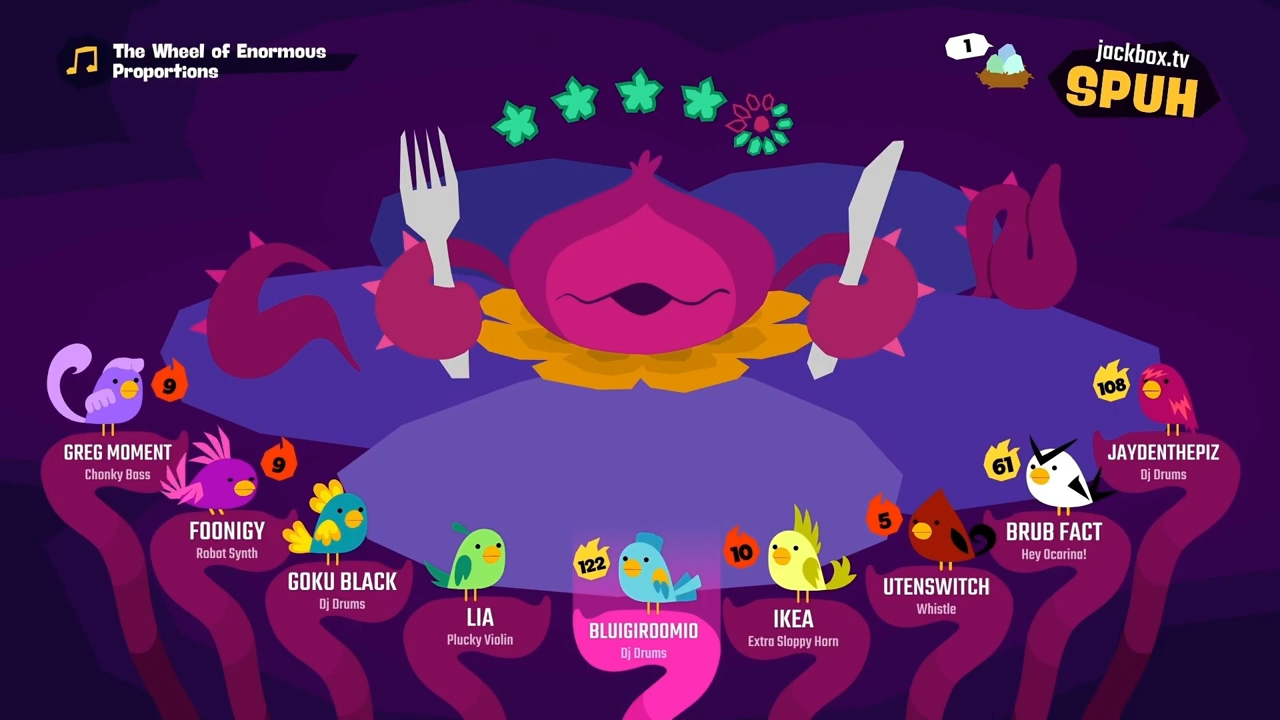 The Wheel of Enormous
Proportions
1
jackbox.tv
SPUH
9
GREG MOMENT
Chonky Bass
9
FOONIGY
Robot Synth
GOKU BLACK
Dj Drums
LIA
Plucky Violin
122
BLUIGIROOMIO
Dj Drums
10
IKEA
Extra Sloppy Horn
5
UTENSWITCH
Whistle
61
BRUB FACT
Hey Ocarina!
108
JAYDENTHEPIZ
Dj Drums